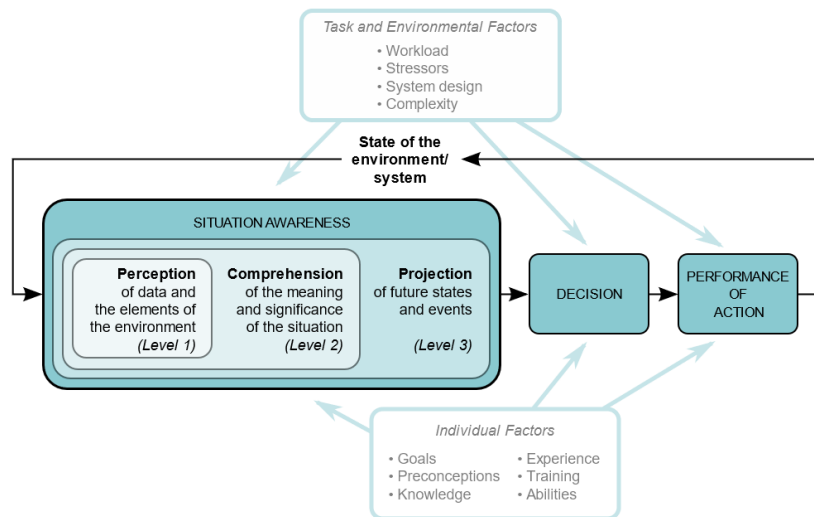 Task and Environmental Factors
• Workload
• Stressors
• System design
• Complexity
State of the
environment/
system
SITUATION AWARENESS
Perception
of data and
the elements of
the environment
(Level 1)
Comprehension
of the meaning
and significance
of the situation
(Level 2)
Projection
of future states
and events
(Level 3)
DECISION
PERFORMANCE
OF
ACTION
Individual Factors
• Goals
• Preconceptions
• Knowledge
• Experience
• Training
• Abilities